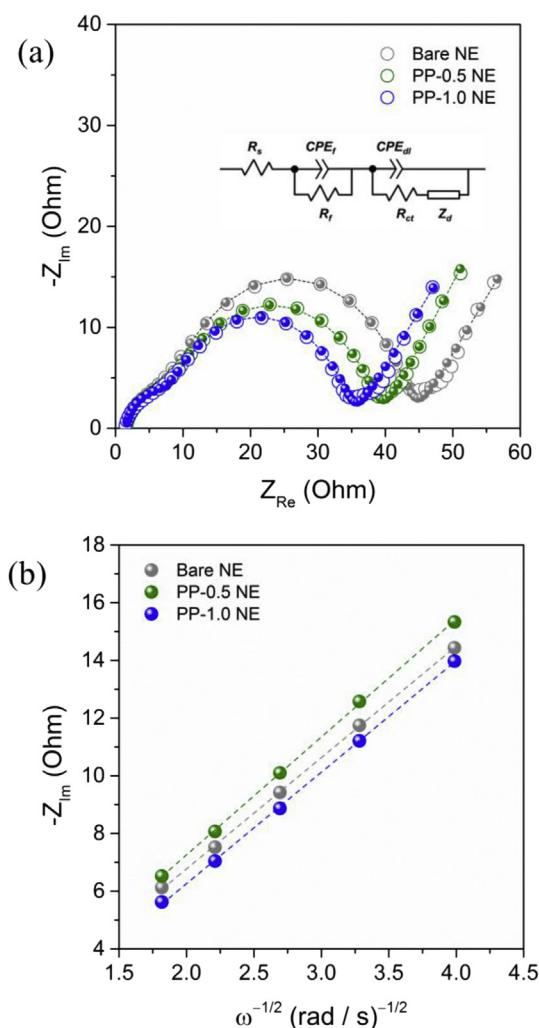 (a)
40
30
20
10
0
-Z_Im (Ohm)
Bare NE
PP-0.5 NE
PP-1.0 NE
R_s
CPE_f
CPE_dl
R_f
R_ct
Z_d
0 10 20 30 40 50 60
Z_Re (Ohm)
(b)
18
16
14
12
10
8
6
4
-Z_Im (Ohm)
Bare NE
PP-0.5 NE
PP-1.0 NE
1.5 2.0 2.5 3.0 3.5 4.0 4.5
ω^−1/2 (rad / s)^−1/2